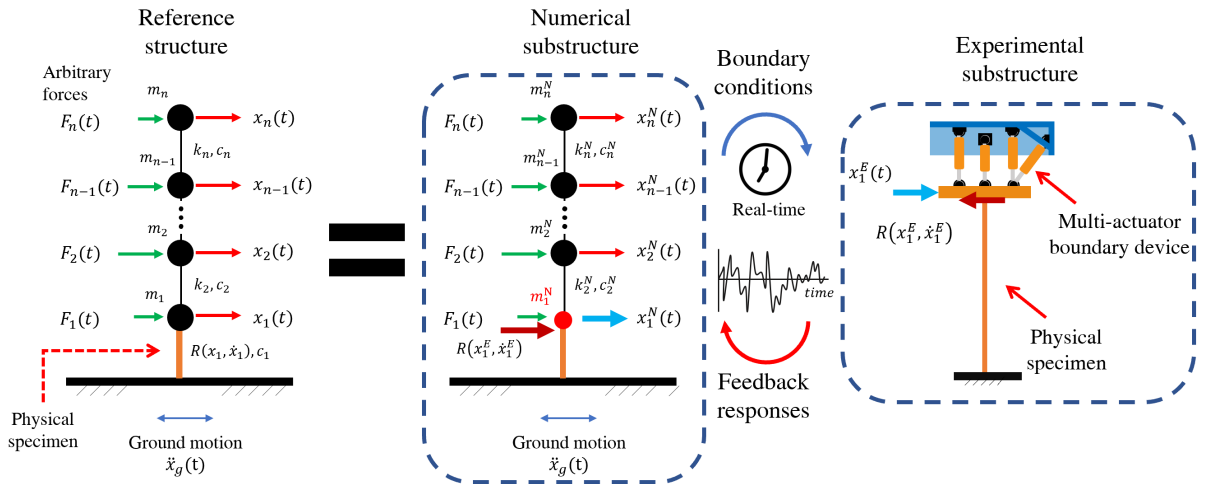 Reference
structure
Arbitrary
forces
mₙ
Fₙ(t)
xₙ(t)
kₙ, cₙ
mₙ₋₁
Fₙ₋₁(t)
xₙ₋₁(t)
m₂
F₂(t)
x₂(t)
k₂, c₂
m₁
F₁(t)
x₁(t)
R(x₁, ẋ₁), c₁
Physical
specimen
Ground motion
ẍ_g(t)
Numerical
substructure
mₙᴺ
Fₙ(t)
xₙᴺ(t)
kₙᴺ, cₙᴺ
mₙ₋₁ᴺ
Fₙ₋₁(t)
xₙ₋₁ᴺ(t)
m₂ᴺ
F₂(t)
x₂ᴺ(t)
k₂ᴺ, c₂ᴺ
m₁ᴺ
F₁(t)
x₁ᴺ(t)
R(x₁ᴱ, ẋ₁ᴱ)
Ground motion
ẍ_g(t)
Boundary
conditions
Real-time
time
Feedback
responses
Experimental
substructure
x₁ᴱ(t)
R(x₁ᴱ, ẋ₁ᴱ)
Multi-actuator
boundary device
Physical
specimen